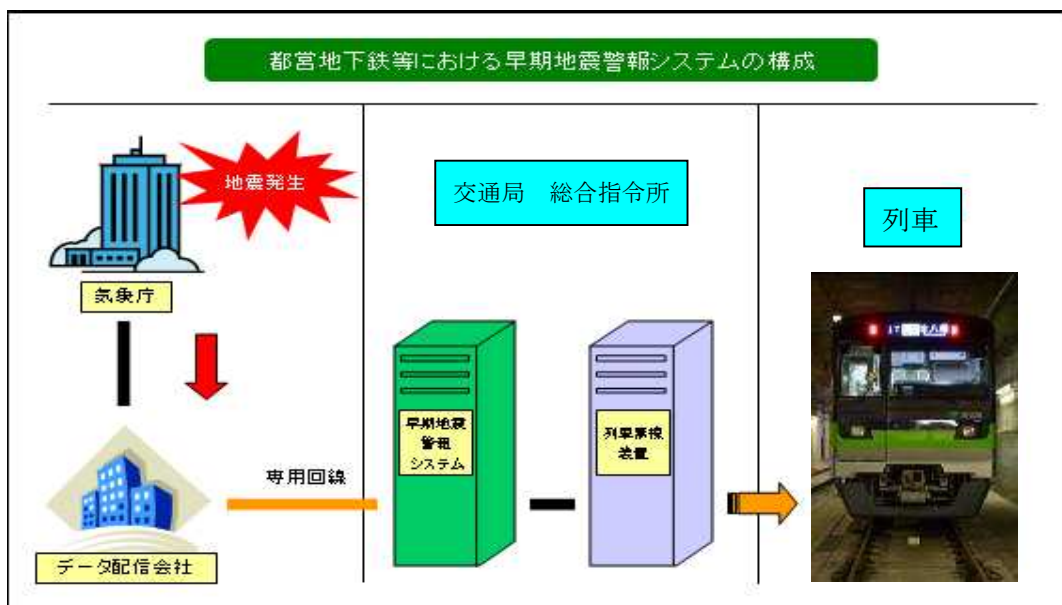 都営地下鉄等における早期地震警報システムの構成
地震発生
気象庁
データ配信会社
専用回線
交通局 総合指令所
早期地震
警報
システム
列車無線
装置
列車